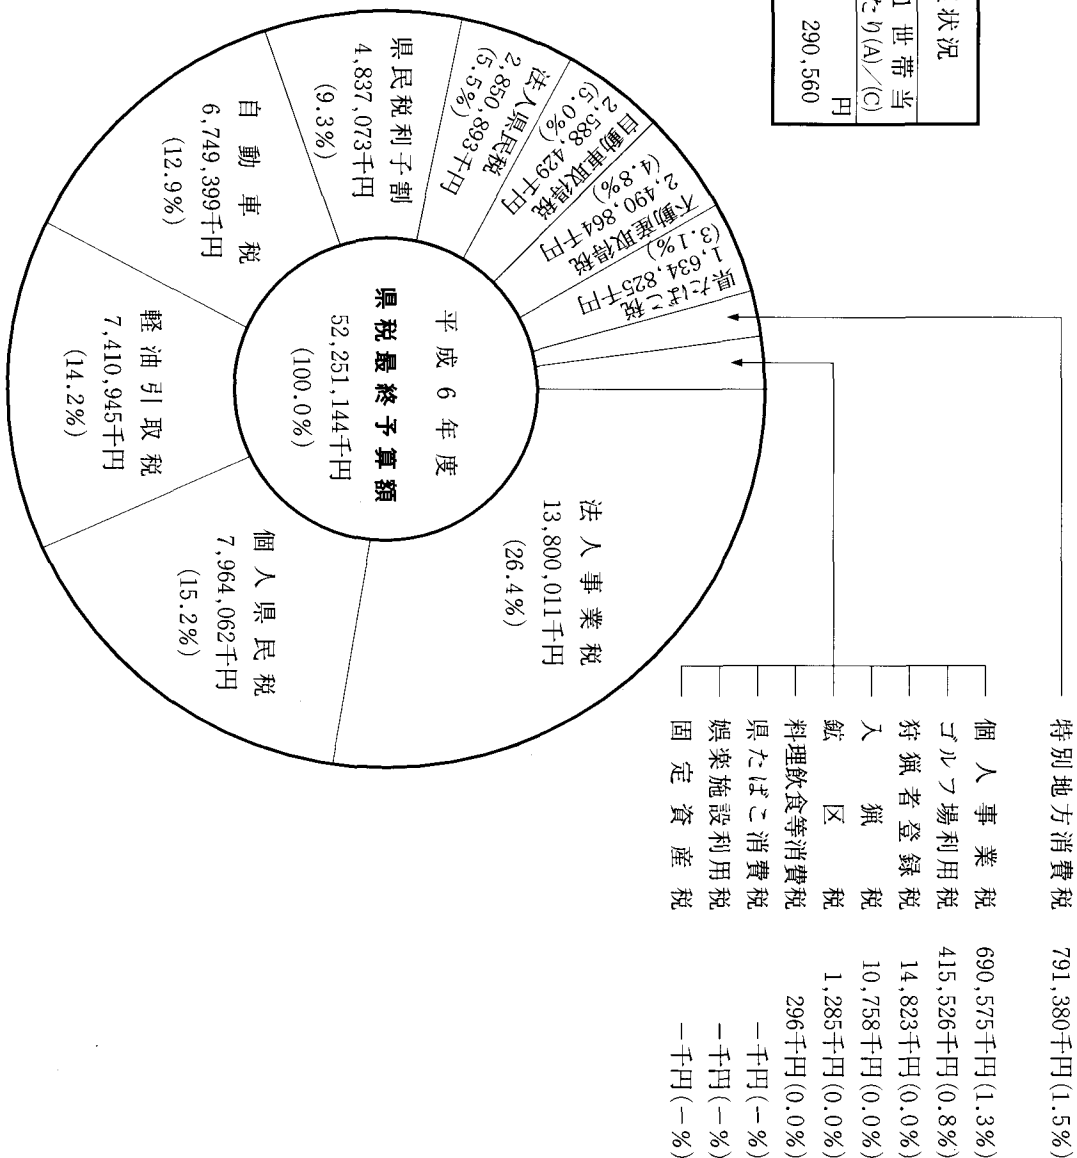 状況
1世帯当
たり(A)／(C)
円
290,560
平成6年度
県税最終予算額
52,251,144千円
(100.0%)
法人事業税
13,800,011千円
(26.4%)
個人県民税
7,964,062千円
(15.2%)
軽油引取税
7,410,945千円
(14.2%)
自動車税
6,749,399千円
(12.9%)
県民税利子割
4,837,073千円
(9.3%)
法人県民税
2,850,893千円
(5.5%)
自動車取得税
2,588,429千円
(5.0%)
不動産取得税
2,490,864千円
(4.8%)
県たばこ税
1,634,825千円
(3.1%)
特別地方消費税 791,380千円(1.5%)
個人事業税 690,575千円(1.3%)
ゴルフ場利用税 415,526千円(0.8%)
狩猟者登録税 14,823千円(0.0%)
入猟税 10,758千円(0.0%)
鉱区税 1,285千円(0.0%)
料理飲食等消費税 296千円(0.0%)
県たばこ消費税 －千円(－%)
娯楽施設利用税 －千円(－%)
固定資産税 －千円(－%)